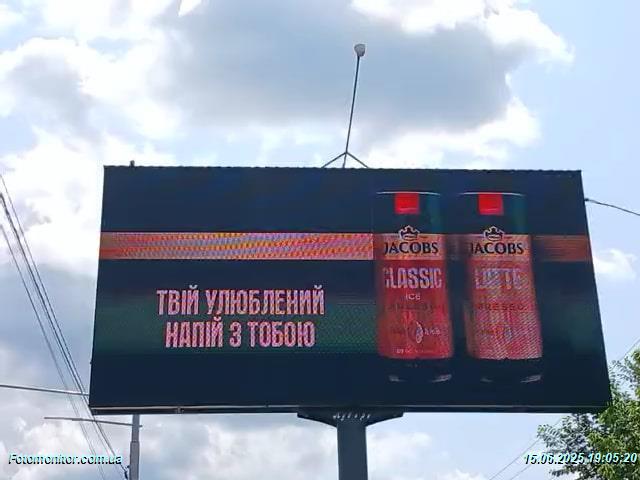 ТВІЙ УЛЮБЛЕНИЙ
НАПІЙ З ТОБОЮ
JACOBS
CLASSIC
ICE
JACOBS
LATTE
Fotomonitor.com.ua
15.06.2025 19:05:20